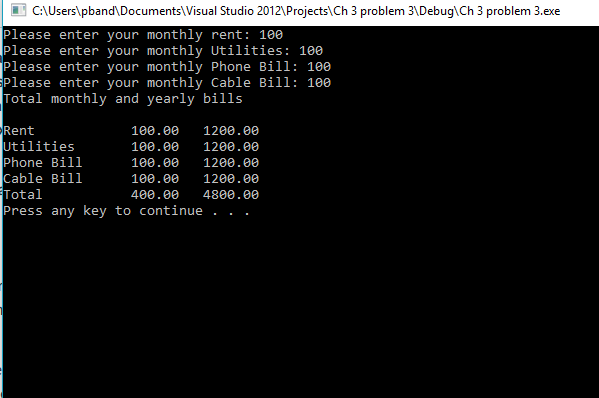 C:\Users\pband\Documents\Visual Studio 2012\Projects\Ch 3 problem 3\Debug\Ch 3 problem 3.exe
Please enter your monthly rent: 100
Please enter your monthly Utilities: 100
Please enter your monthly Phone Bill: 100
Please enter your monthly Cable Bill: 100
Total monthly and yearly bills
Rent 100.00 1200.00
Utilities 100.00 1200.00
Phone Bill 100.00 1200.00
Cable Bill 100.00 1200.00
Total 400.00 4800.00
Press any key to continue . . .